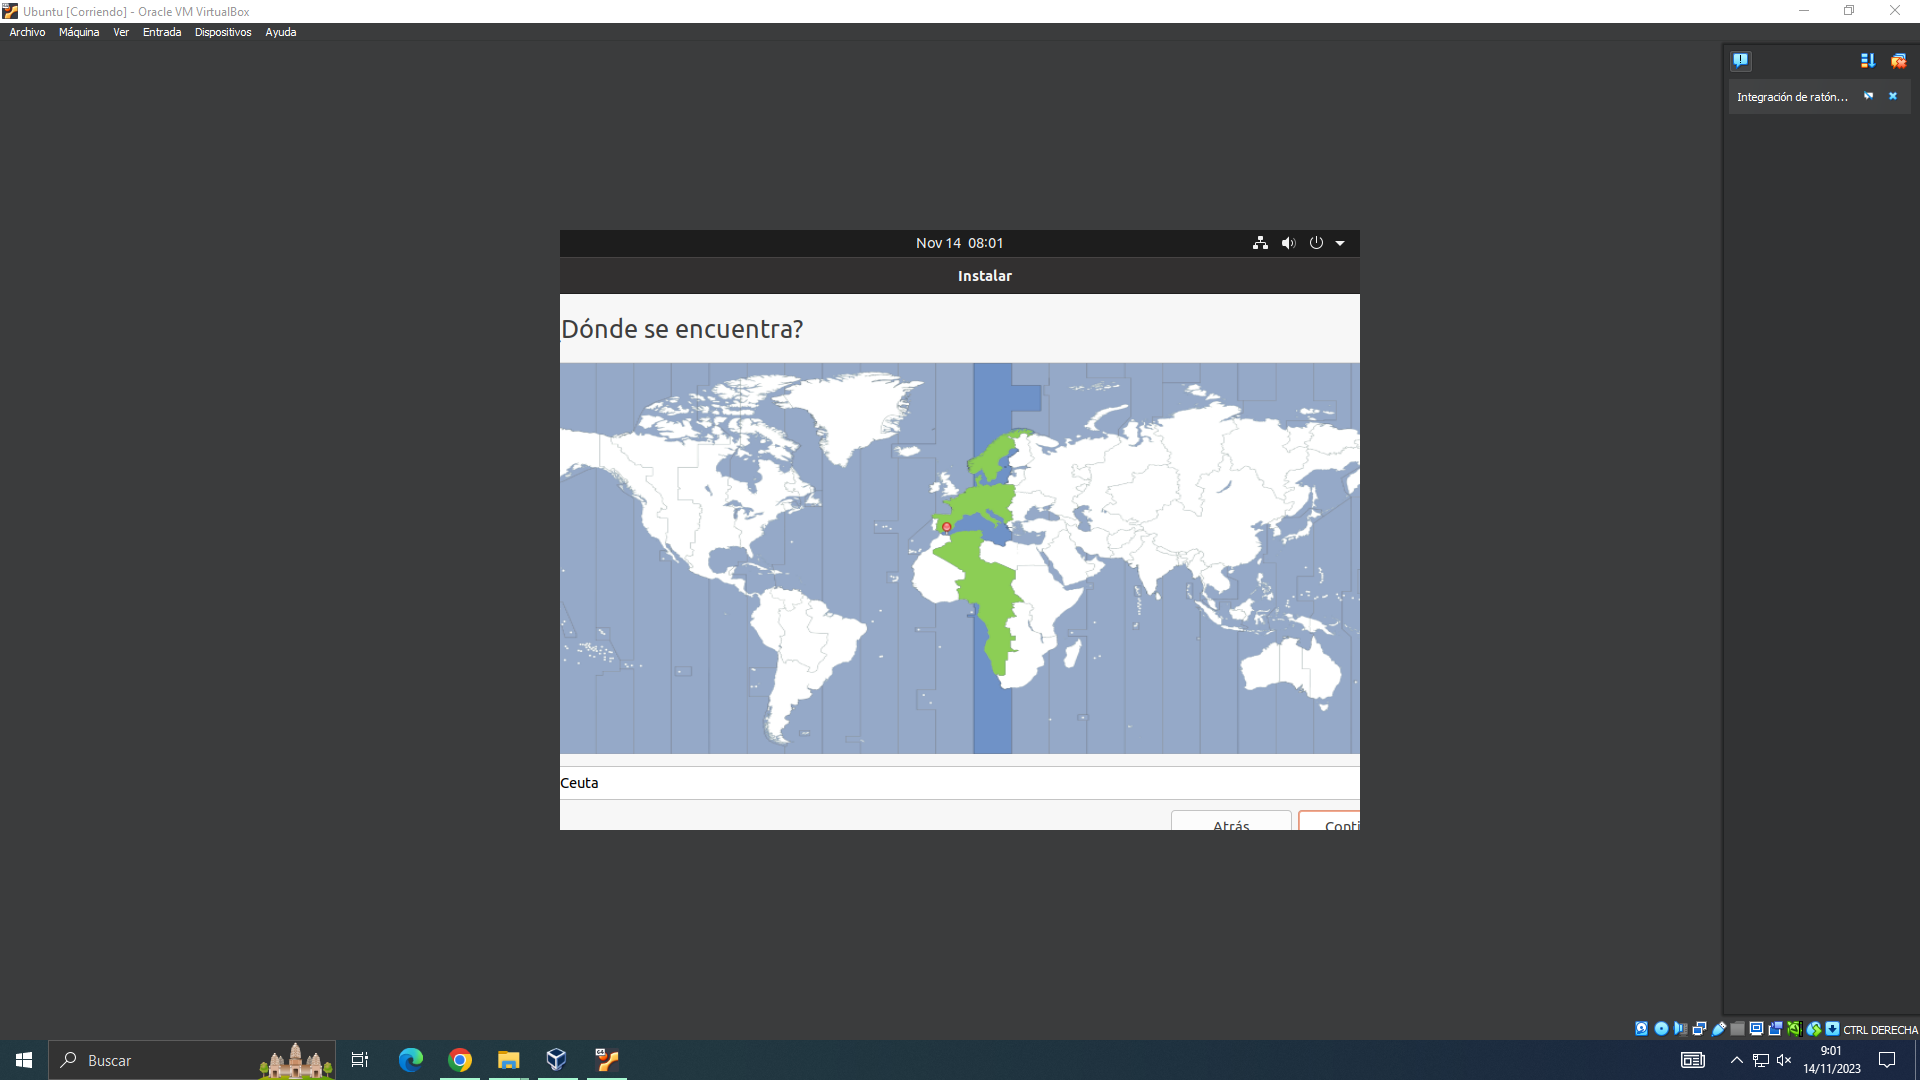 Ubuntu [Corriendo] - Oracle VM VirtualBox
Archivo Máquina Ver Entrada Dispositivos Ayuda
Integración de ratón...
Nov 14 08:01
Instalar
Dónde se encuentra?
Ceuta
Atrás Conti
CTRL DERECHA
Buscar
9:01
14/11/2023